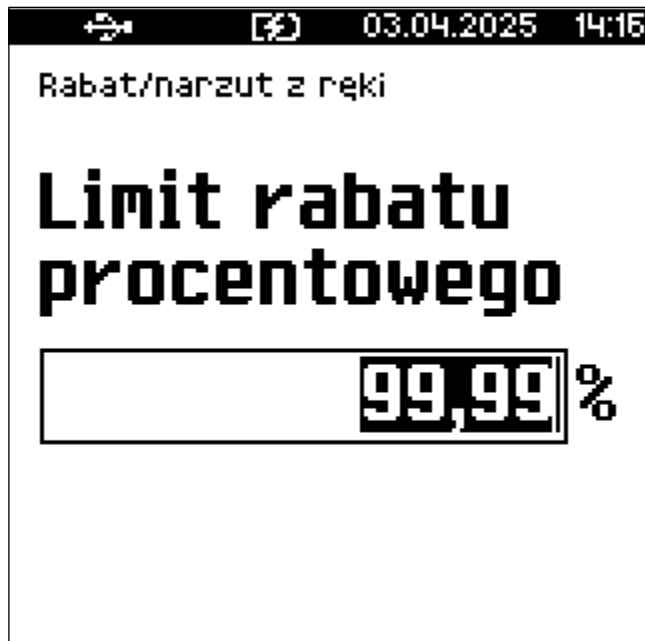 03.04.2025 14:16
Rabat/narzut z ręki
Limit rabatu
procentowego
99,99 %